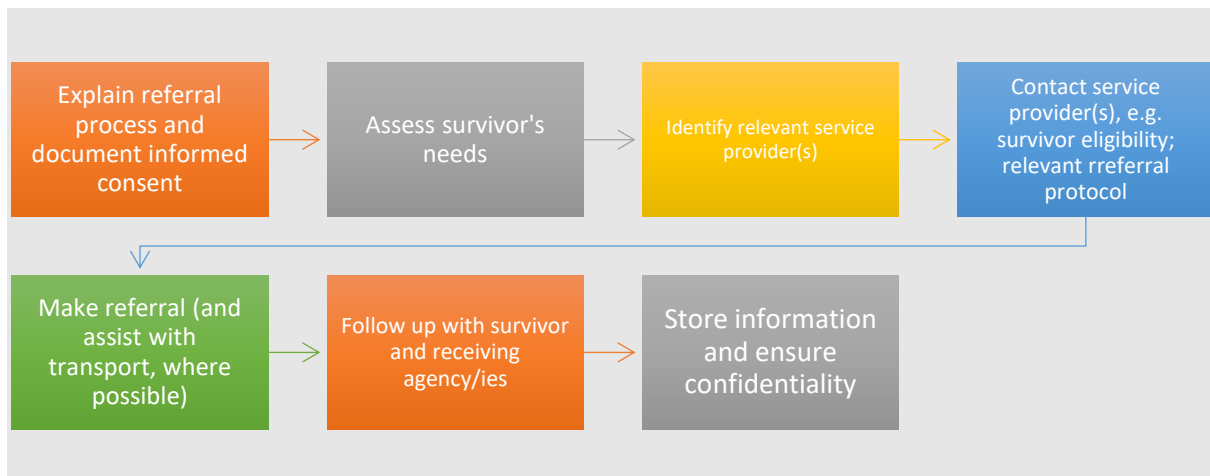 Explain referral
process and
document informed
consent
Assess survivor's
needs
Identify relevant service
provider(s)
Contact service
provider(s), e.g.
survivor eligibility;
relevant rreferral
protocol
Make referral (and
assist with
transport, where
possible)
Follow up with survivor
and receiving
agency/ies
Store information
and ensure
confidentiality